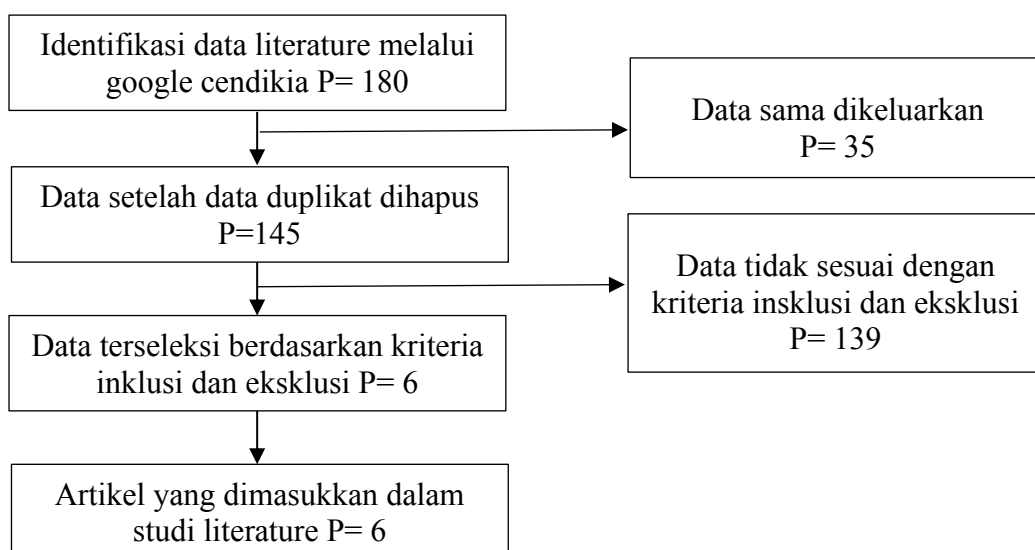 Identifikasi data literature melalui
google cendikia P= 180
Data sama dikeluarkan
P= 35
Data setelah data duplikat dihapus
P=145
Data tidak sesuai dengan
kriteria insklusi dan eksklusi
P= 139
Data terseleksi berdasarkan kriteria
inklusi dan eksklusi P= 6
Artikel yang dimasukkan dalam
studi literature P= 6